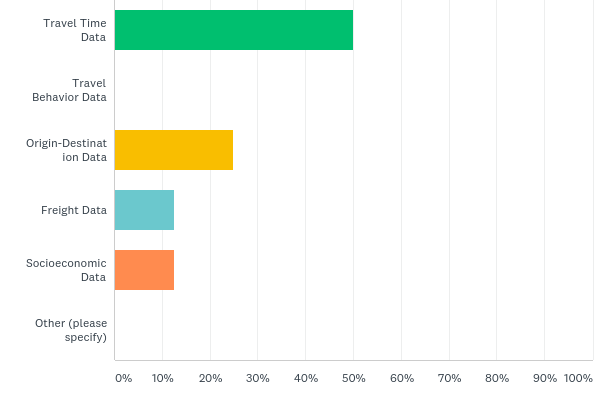 Travel Time
Data
Travel
Behavior Data
Origin-Destinat
ion Data
Freight Data
Socioeconomic
Data
Other (please
specify)
0% 10% 20% 30% 40% 50% 60% 70% 80% 90% 100%